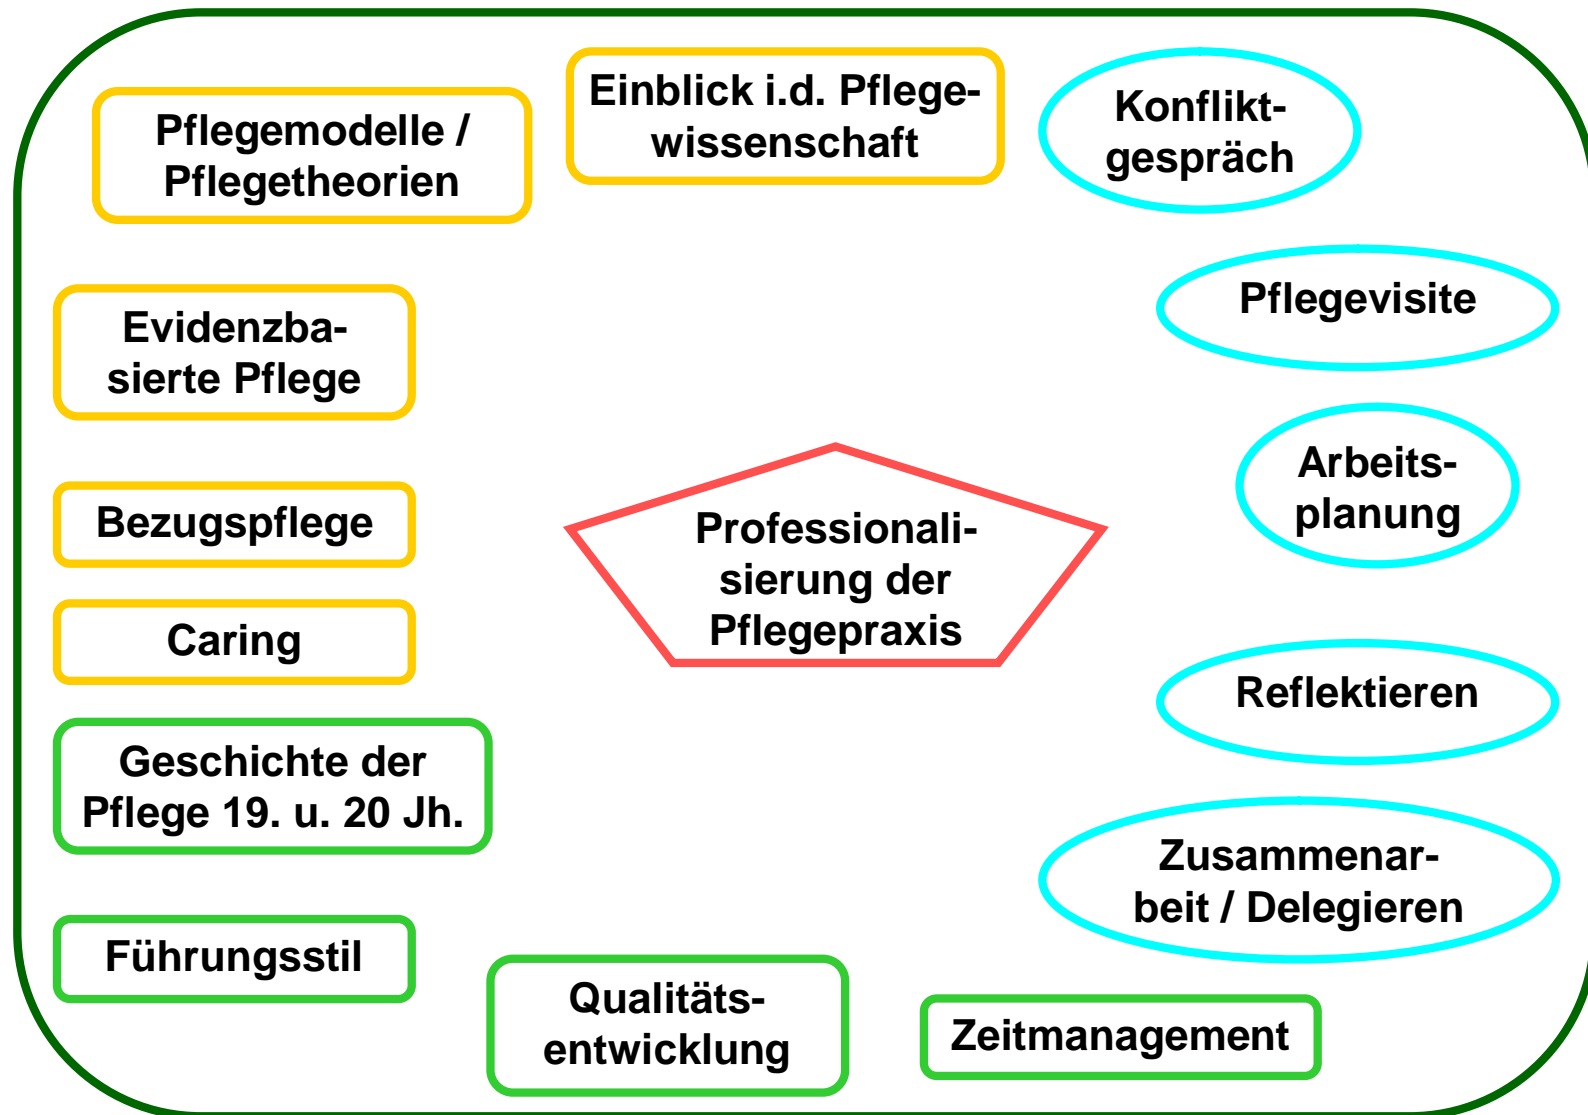 Pflegemodelle /
Pflegetheorien
Einblick i.d. Pflege-
wissenschaft
Konflikt-
gespräch
Pflegevisite
Evidenzba-
sierte Pflege
Arbeits-
planung
Bezugspflege
Professionali-
sierung der
Pflegepraxis
Caring
Reflektieren
Geschichte der
Pflege 19. u. 20 Jh.
Zusammenar-
beit / Delegieren
Führungsstil
Qualitäts-
entwicklung
Zeitmanagement